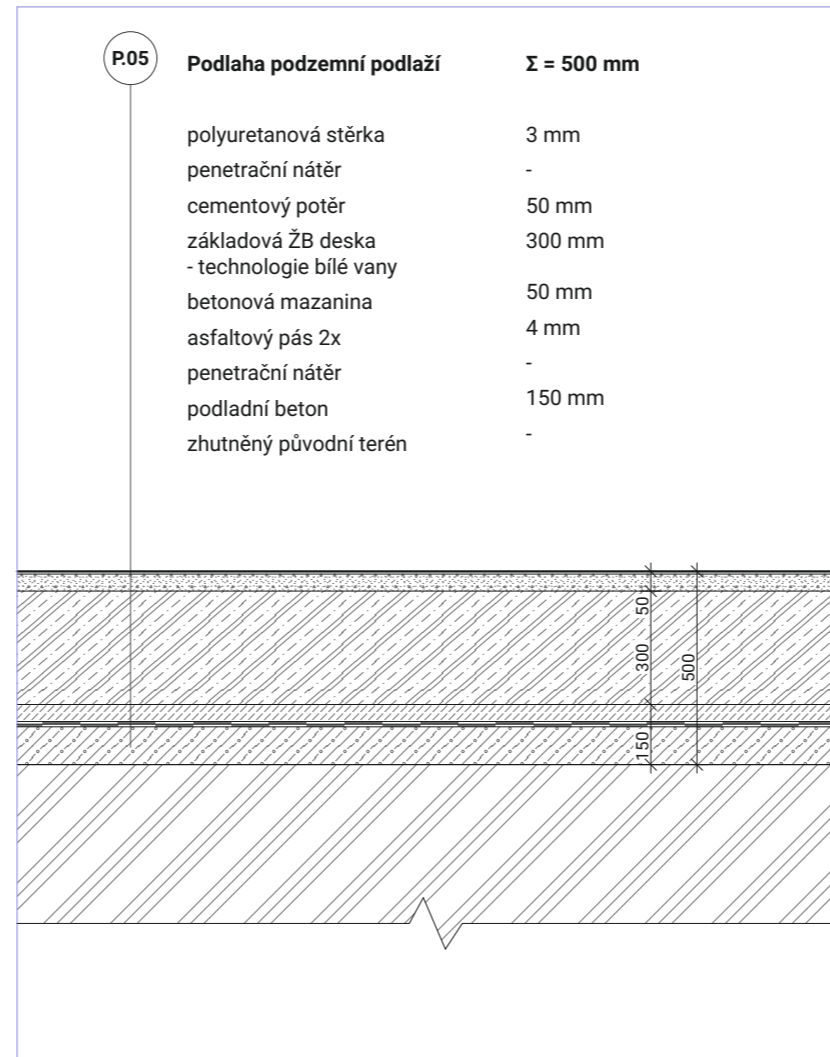 P.05 Podlaha podzemní podlaží Σ = 500 mm
polyuretanová stěrka 3 mm
penetrační nátěr -
cementový potěr 50 mm
základová ŽB deska 300 mm
- technologie bílé vany
betonová mazanina 50 mm
asfaltový pás 2x 4 mm
penetrační nátěr -
podladní beton 150 mm
zhutněný původní terén -
50
300
500
150